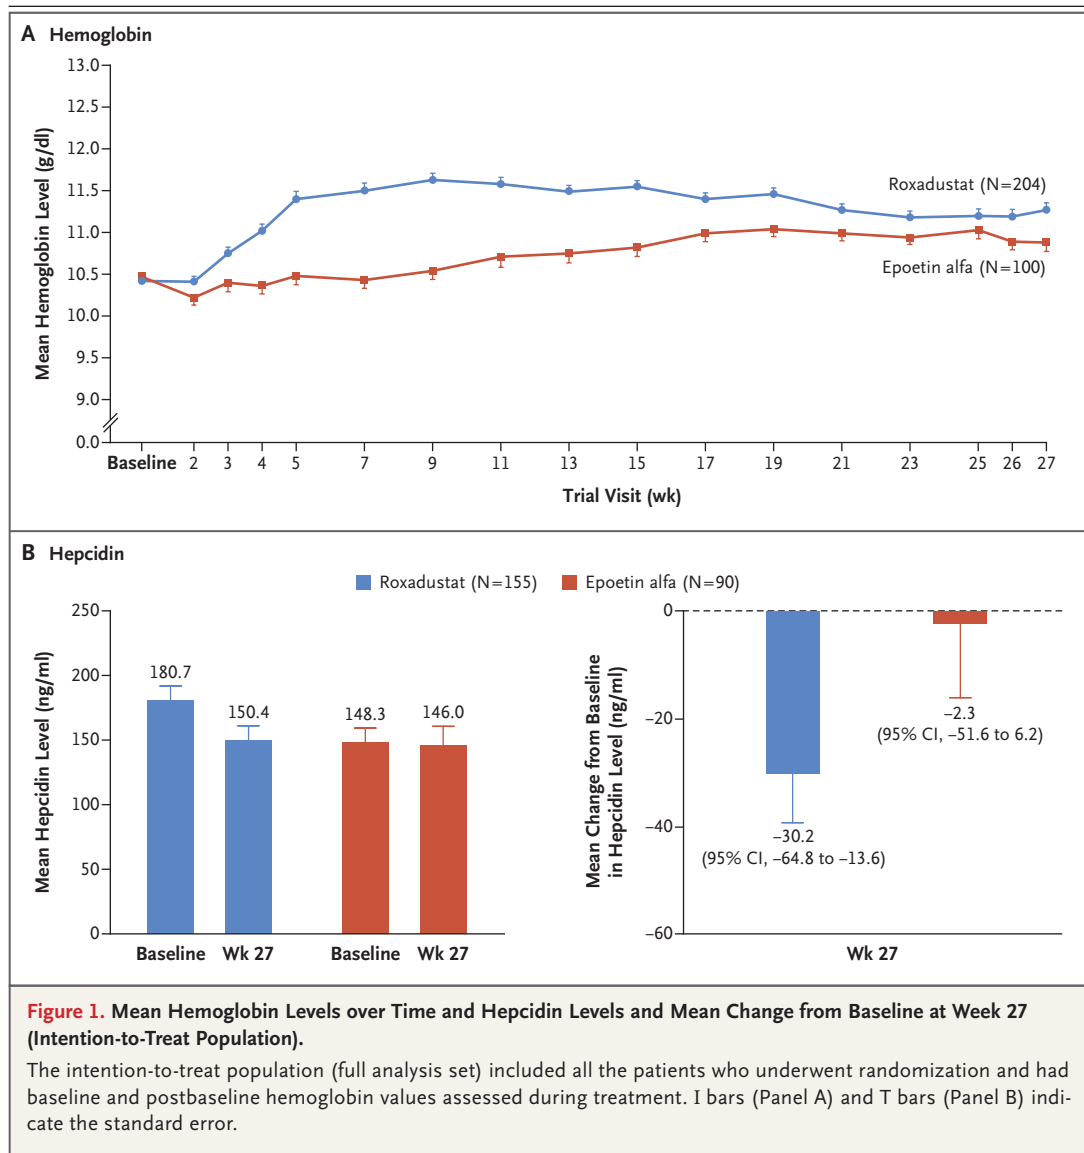 A Hemoglobin
13.0
12.5
12.0
11.5
11.0
10.5
10.0
9.5
9.0
0.0
Mean Hemoglobin Level (g/dl)
Roxadustat (N=204)
Epoetin alfa (N=100)
Baseline 2 3 4 5 7 9 11 13 15 17 19 21 23 25 26 27
Trial Visit (wk)
B Hepcidin
Roxadustat (N=155) Epoetin alfa (N=90)
250
200
150
100
50
0
Mean Hepcidin Level (ng/ml)
180.7
150.4
148.3
146.0
Baseline Wk 27 Baseline Wk 27
0
−20
−40
−60
Mean Change from Baseline
in Hepcidin Level (ng/ml)
−2.3
(95% CI, −51.6 to 6.2)
−30.2
(95% CI, −64.8 to −13.6)
Wk 27
Figure 1. Mean Hemoglobin Levels over Time and Hepcidin Levels and Mean Change from Baseline at Week 27
(Intention-to-Treat Population).
The intention-to-treat population (full analysis set) included all the patients who underwent randomization and had
baseline and postbaseline hemoglobin values assessed during treatment. I bars (Panel A) and T bars (Panel B) indi-
cate the standard error.